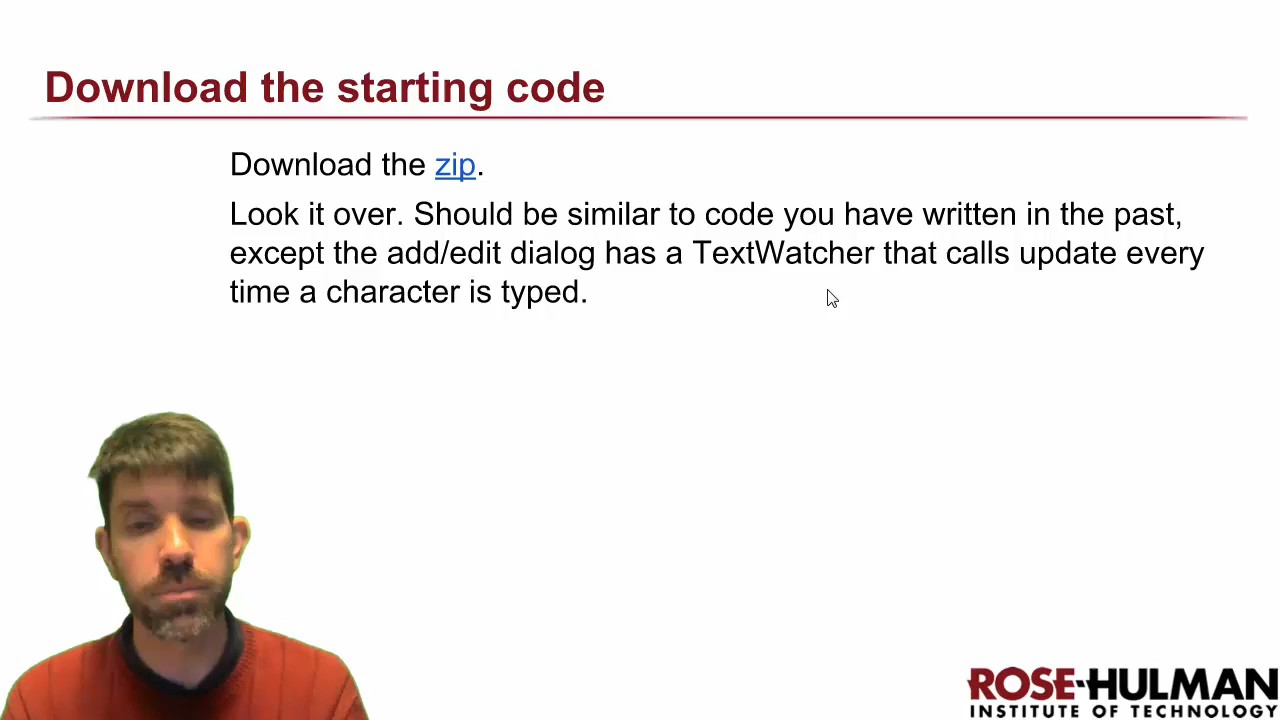 Download the starting code
Download the zip.
Look it over. Should be similar to code you have written in the past,
except the add/edit dialog has a TextWatcher that calls update every
time a character is typed.
ROSE-HULMAN
INSTITUTE OF TECHNOLOGY